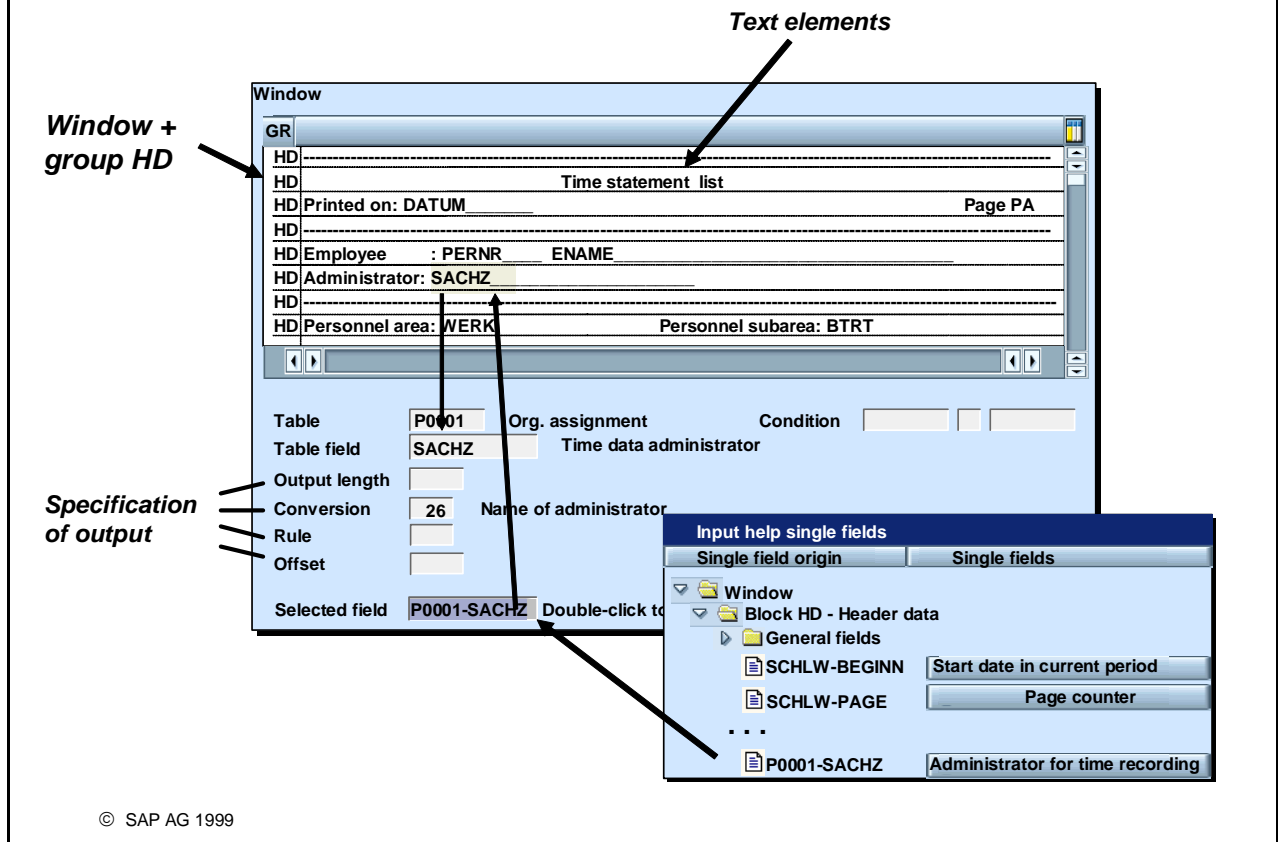 Text elements
Window
Window +
group HD
GR
HD ---------------------------------------------------------------------------
HD Time statement list
HD Printed on: DATUM_______ Page PA
HD ---------------------------------------------------------------------------
HD Employee : PERNR____ ENAME__________________________________
HD Administrator: SACHZ____________________
HD ---------------------------------------------------------------------------
HD Personnel area: WERK Personnel subarea: BTRT
Table P0001 Org. assignment Condition
Table field SACHZ Time data administrator
Specification
of output
Output length
Conversion 26 Name of administrator
Rule
Offset
Selected field P0001-SACHZ Double-click to
Input help single fields
Single field origin Single fields
Window
Block HD - Header data
General fields
SCHLW-BEGINN Start date in current period
SCHLW-PAGE _ Page counter
. . .
P0001-SACHZ Administrator for time recording
© SAP AG 1999